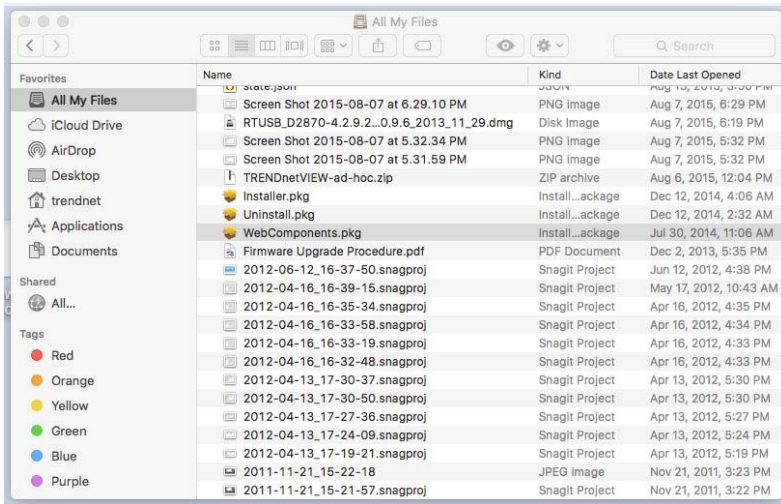 All My Files
Search
Favorites
All My Files
iCloud Drive
AirDrop
Desktop
trendnet
Applications
Documents
Shared
All...
Tags
Red
Orange
Yellow
Green
Blue
Purple
Name Kind Date Last Opened
state.json JSON Aug 13, 2015, 3:50 PM
Screen Shot 2015-08-07 at 6.29.10 PM PNG image Aug 7, 2015, 6:29 PM
RTUSB_D2870-4.2.9.2...0.9.6_2013_11_29.dmg Disk Image Aug 7, 2015, 6:19 PM
Screen Shot 2015-08-07 at 5.32.34 PM PNG image Aug 7, 2015, 5:32 PM
Screen Shot 2015-08-07 at 5.31.59 PM PNG image Aug 7, 2015, 5:32 PM
TRENDnetVIEW-ad-hoc.zip ZIP archive Aug 6, 2015, 12:04 PM
Installer.pkg Install...ackage Dec 12, 2014, 4:06 AM
Uninstall.pkg Install...ackage Dec 12, 2014, 2:32 AM
WebComponents.pkg Install...ackage Jul 30, 2014, 11:06 AM
Firmware Upgrade Procedure.pdf PDF Document Dec 2, 2013, 5:35 PM
2012-06-12_16-37-50.snagproj Snagit Project Jun 12, 2012, 4:38 PM
2012-04-16_16-39-15.snagproj Snagit Project May 17, 2012, 10:43 AM
2012-04-16_16-35-34.snagproj Snagit Project Apr 16, 2012, 4:35 PM
2012-04-16_16-33-58.snagproj Snagit Project Apr 16, 2012, 4:34 PM
2012-04-16_16-33-19.snagproj Snagit Project Apr 16, 2012, 4:33 PM
2012-04-16_16-32-48.snagproj Snagit Project Apr 16, 2012, 4:33 PM
2012-04-13_17-30-37.snagproj Snagit Project Apr 13, 2012, 5:30 PM
2012-04-13_17-30-50.snagproj Snagit Project Apr 13, 2012, 5:30 PM
2012-04-13_17-27-36.snagproj Snagit Project Apr 13, 2012, 5:27 PM
2012-04-13_17-24-09.snagproj Snagit Project Apr 13, 2012, 5:24 PM
2012-04-13_17-19-21.snagproj Snagit Project Apr 13, 2012, 5:19 PM
2011-11-21_15-22-18 JPEG image Nov 21, 2011, 3:23 PM
2011-11-21_15-21-57.snagproj Snagit Project Nov 21, 2011, 3:22 PM